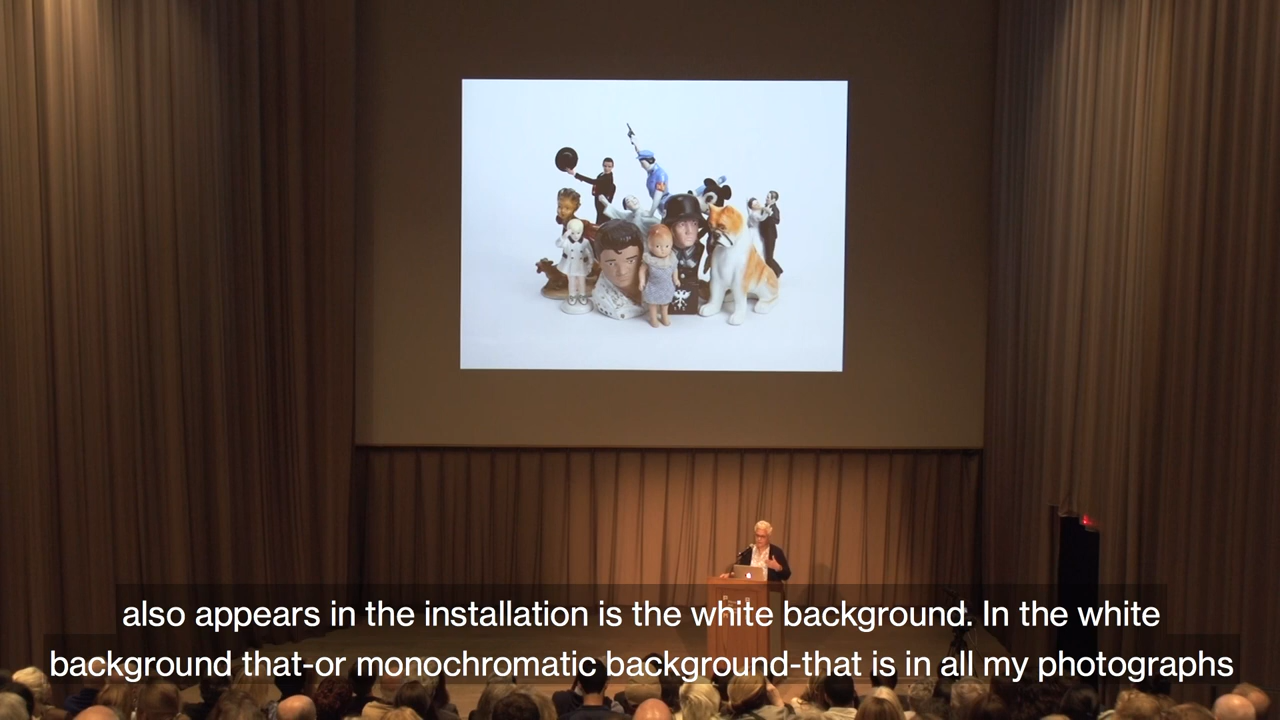 also appears in the installation is the white background. In the white
background that-or monochromatic background-that is in all my photographs